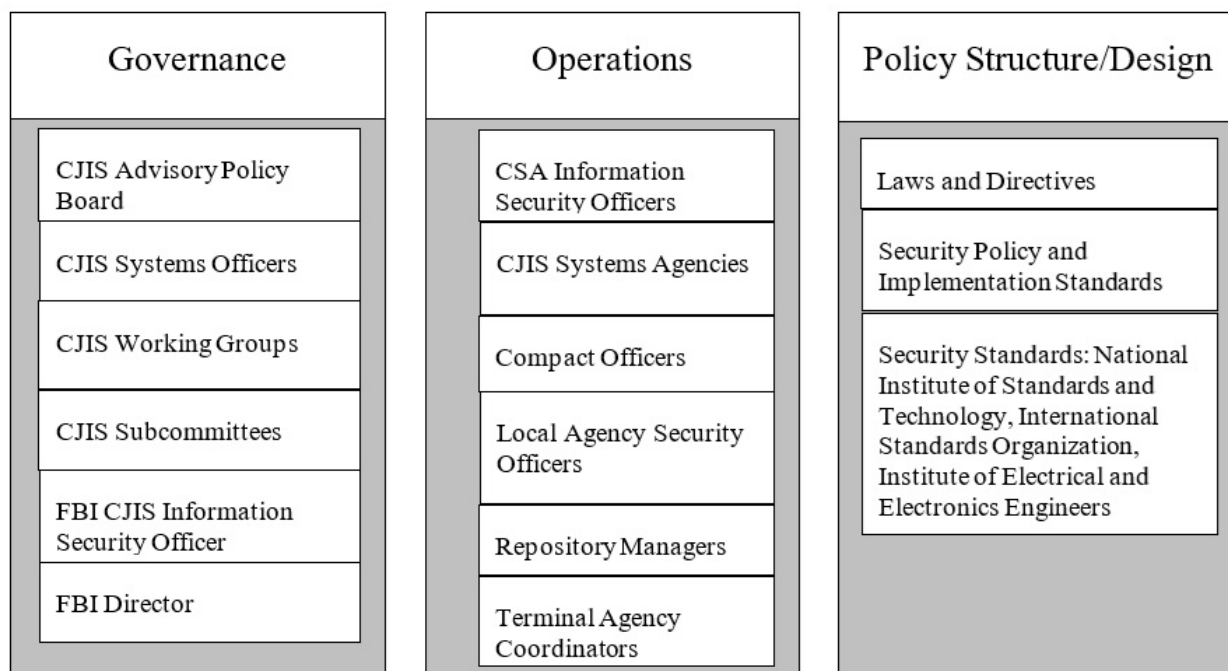 Governance
CJIS Advisory Policy
Board
CJIS Systems Officers
CJIS Working Groups
CJIS Subcommittees
FBI CJIS Information
Security Officer
FBI Director
Operations
CSA Information
Security Officers
CJIS Systems Agencies
Compact Officers
Local Agency Security
Officers
Repository Managers
Terminal Agency
Coordinators
Policy Structure/Design
Laws and Directives
Security Policy and
Implementation Standards
Security Standards: National
Institute of Standards and
Technology, International
Standards Organization,
Institute of Electrical and
Electronics Engineers